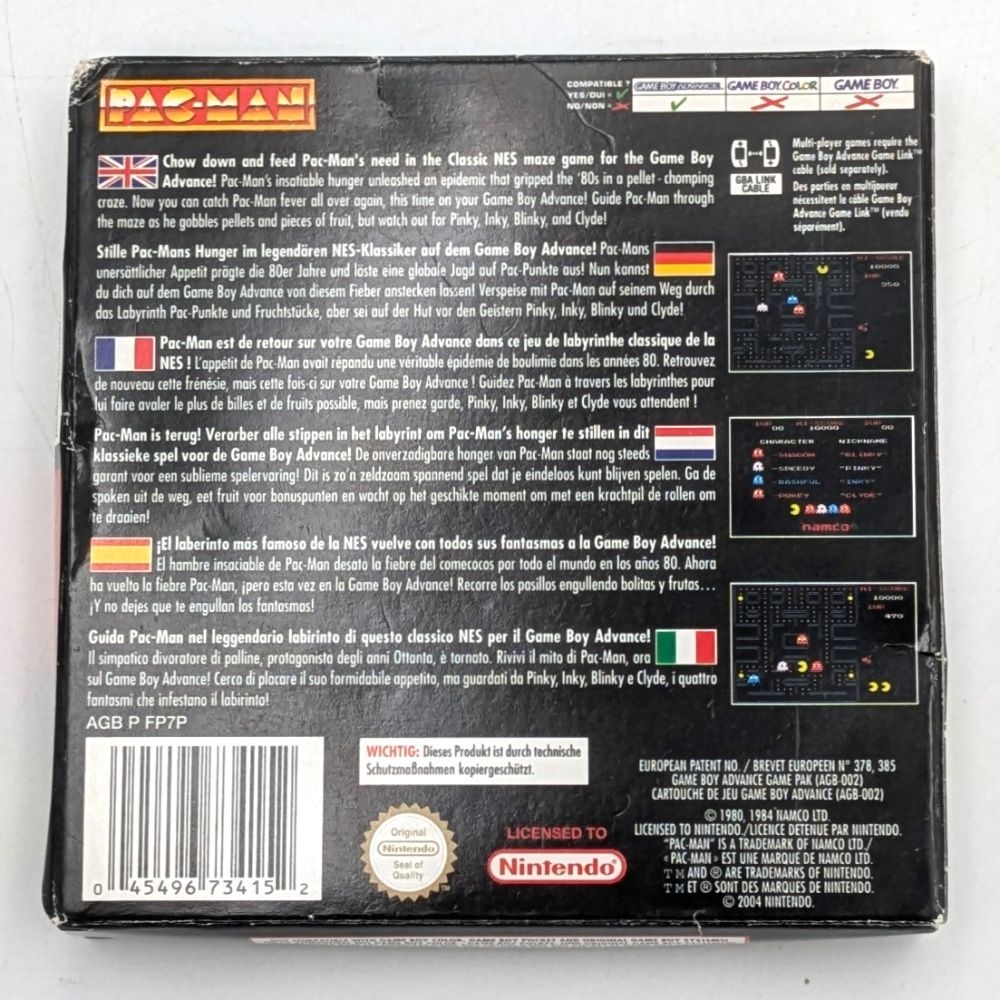 PAC-MAN
COMPATIBLE ?
YES/OUI =
NO/NON =
GAME BOY ADVANCE
GAME BOY COLOR
GAME BOY
Chow down and feed Pac-Man's need in the Classic NES maze game for the Game Boy
Advance! Pac-Man's insatiable hunger unleashed an epidemic that gripped the '80s in a pellet - chomping
craze. Now you can catch Pac-Man fever all over again, this time on your Game Boy Advance! Guide Pac-Man through
the maze as he gobbles pellets and pieces of fruit, but watch out for Pinky, Inky, Blinky, and Clyde!
GBA LINK
CABLE
Multi-player games require the
Game Boy Advance Game Link™
cable (sold separately).
Des parties en multijoueur
nécessitent le câble Game Boy
Advance Game Link™ (vendu
séparément).
Stille Pac-Mans Hunger im legendären NES-Klassiker auf dem Game Boy Advance! Pac-Mans
unersättlicher Appetit prägte die 80er Jahre und löste eine globale Jagd auf Pac-Punkte aus! Nun kannst
du dich auf dem Game Boy Advance von diesem Fieber anstecken lassen! Verspeise mit Pac-Man auf seinem Weg durch
das Labyrinth Pac-Punkte und Fruchtstücke, aber sei auf der Hut vor den Geistern Pinky, Inky, Blinky und Clyde!
HI-SCORE
10000
1UP
350
Pac-Man est de retour sur votre Game Boy Advance dans ce jeu de labyrinthe classique de la
NES ! L'appétit de Pac-Man avait répandu une véritable épidémie de boulimie dans les années 80. Retrouvez
de nouveau cette frénésie, mais cette fois-ci sur votre Game Boy Advance ! Guidez Pac-Man à travers les labyrinthes pour
lui faire avaler le plus de billes et de fruits possible, mais prenez garde, Pinky, Inky, Blinky et Clyde vous attendent !
Pac-Man is terug! Verorber alle stippen in het labyrint om Pac-Man's honger te stillen in dit
klassieke spel voor de Game Boy Advance! De onverzadigbare honger van Pac-Man staat nog steeds
garant voor een sublieme spelervaring! Dit is zo'n zeldzaam spannend spel dat je eindeloos kunt blijven spelen. Ga de
spoken uit de weg, eet fruit voor bonuspunten en wacht op het geschikte moment om met een krachtpil de rollen om
te draaien!
1UP HI-SCORE 2UP
00 10000 00
CHARACTER NICKNAME
-SHADOW "BLINKY"
-SPEEDY "PINKY"
-BASHFUL "INKY"
-POKEY "CLYDE"
namco
¡El laberinto más famoso de la NES vuelve con todos sus fantasmas a la Game Boy Advance!
El hambre insaciable de Pac-Man desato la fiebre del comecocos por todo el mundo en los años 80. Ahora
ha vuelto la fiebre Pac-Man, ¡pero esta vez en la Game Boy Advance! Recorre los pasillos engullendo bolitas y frutas...
¡Y no dejes que te engullan los fantasmas!
HI-SCORE
10000
1UP
470
Guida Pac-Man nel leggendario labirinto di questo classico NES per il Game Boy Advance!
Il simpatico divoratore di palline, protagonista degli anni Ottanta, è tornato. Rivivi il mito di Pac-Man, ora
sul Game Boy Advance! Cerca di placare il suo formidabile appetito, ma guardati da Pinky, Inky, Blinky e Clyde, i quattro
fantasmi che infestano il labirinto!
AGB P FP7P
0 45496 73415 2
WICHTIG: Dieses Produkt ist durch technische
Schutzmaßnahmen kopiergeschützt.
Original
Nintendo
Seal of
Quality
LICENSED TO
Nintendo
EUROPEAN PATENT NO. / BREVET EUROPEEN N° 378, 385
GAME BOY ADVANCE GAME PAK (AGB-002)
CARTOUCHE DE JEU GAME BOY ADVANCE (AGB-002)
© 1980, 1984 NAMCO LTD.
LICENSED TO NINTENDO./LICENCE DETENUE PAR NINTENDO.
"PAC-MAN" IS A TRADEMARK OF NAMCO LTD./
« PAC-MAN » EST UNE MARQUE DE NAMCO LTD.
TM AND ® ARE TRADEMARKS OF NINTENDO.
TM ET ® SONT DES MARQUES DE NINTENDO.
© 2004 NINTENDO.